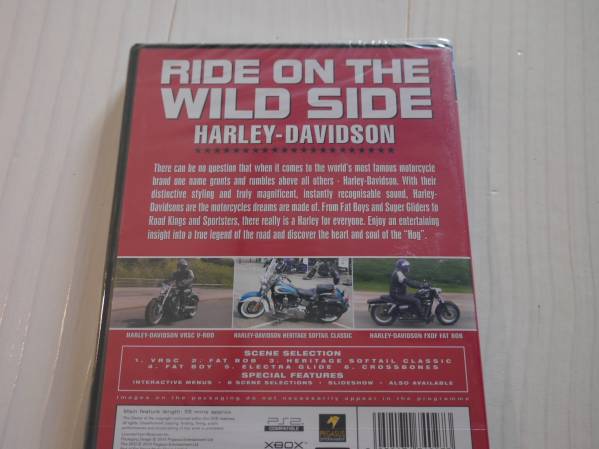 RIDE ON THE
WILD SIDE
HARLEY-DAVIDSON
There can be no question that when it comes to the world's most famous motorcycle
brand one name grunts and rumbles above all others - Harley-Davidson. With their
distinctive styling and truly magnificent, instantly recognisable sound, Harley-
Davidsons are the motorcycles dreams are made of. From Fat Boys and Super Gliders to
Road Kings and Sportsters, there really is a Harley for everyone. Enjoy an entertaining
insight into a true legend of the road and discover the heart and soul of the "Hog".
HARLEY-DAVIDSON VRSC V-ROD
HARLEY-DAVIDSON HERITAGE SOFTAIL CLASSIC
HARLEY-DAVIDSON FXDF FAT BOB
SCENE SELECTION
1. VRSC 2. FAT BOB 3. HERITAGE SOFTAIL CLASSIC
4. FAT BOY 5. ELECTRA GLIDE 6. CROSSBONES
SPECIAL FEATURES
INTERACTIVE MENUS - 6 SCENE SELECTIONS - SLIDESHOW - ALSO AVAILABLE
Images on the packaging do not necessarily appear in the programme
Main feature length: 55 mins approx
PS2
COMPATIBLE
XBOX
PEGASUS